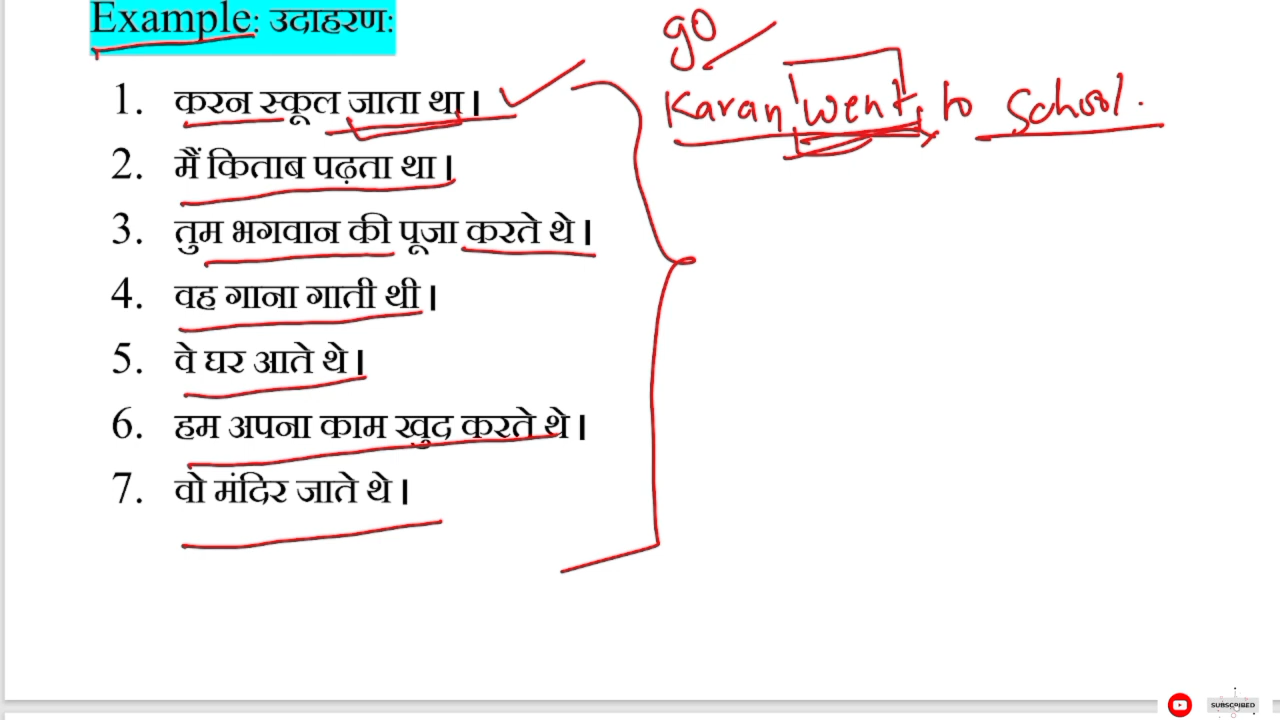 Example: उदाहरण:
go
Karan went to School.
1. करन स्कूल जाता था।
2. मैं किताब पढ़ता था।
3. तुम भगवान की पूजा करते थे।
4. वह गाना गाती थी।
5. वे घर आते थे।
6. हम अपना काम खुद करते थे।
7. वो मंदिर जाते थे।
SUBSCRIBED